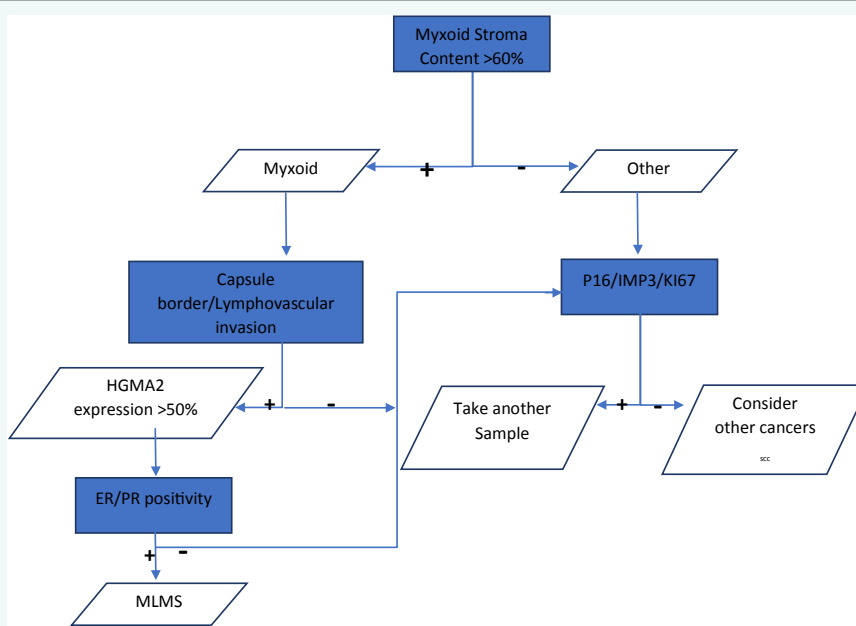 Myxoid Stroma
Content >60%
Myxoid
+
-
Other
Capsule
border/Lymphovascular
invasion
P16/IMP3/KI67
HGMA2
expression >50%
+
-
Take another
Sample
+
-
Consider
other cancers
scc
ER/PR positivity
+
-
MLMS